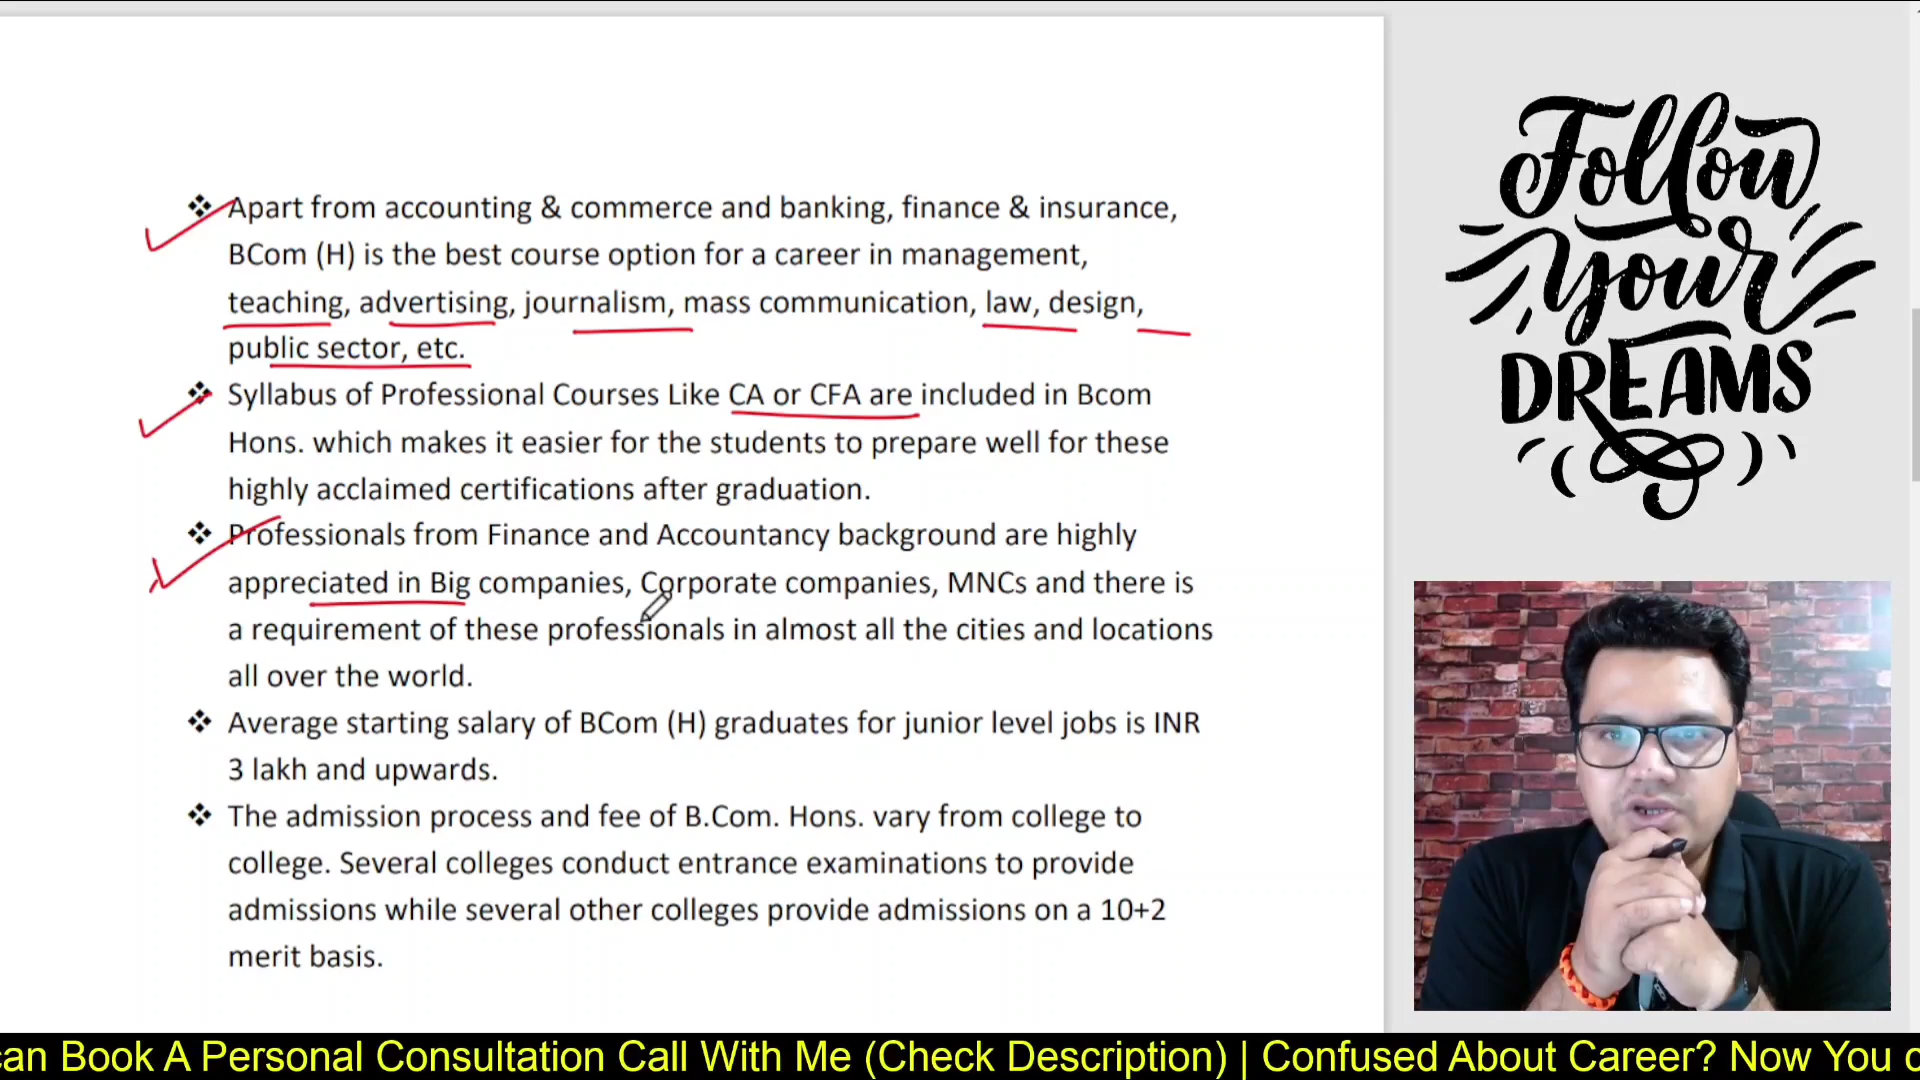 Apart from accounting & commerce and banking, finance & insurance,
BCom (H) is the best course option for a career in management,
teaching, advertising, journalism, mass communication, law, design,
public sector, etc.
Syllabus of Professional Courses Like CA or CFA are included in Bcom
Hons. which makes it easier for the students to prepare well for these
highly acclaimed certifications after graduation.
Professionals from Finance and Accountancy background are highly
appreciated in Big companies, Corporate companies, MNCs and there is
a requirement of these professionals in almost all the cities and locations
all over the world.
Average starting salary of BCom (H) graduates for junior level jobs is INR
3 lakh and upwards.
The admission process and fee of B.Com. Hons. vary from college to
college. Several colleges conduct entrance examinations to provide
admissions while several other colleges provide admissions on a 10+2
merit basis.
Follow
Your
DREAMS
an Book A Personal Consultation Call With Me (Check Description) | Confused About Career? Now You c